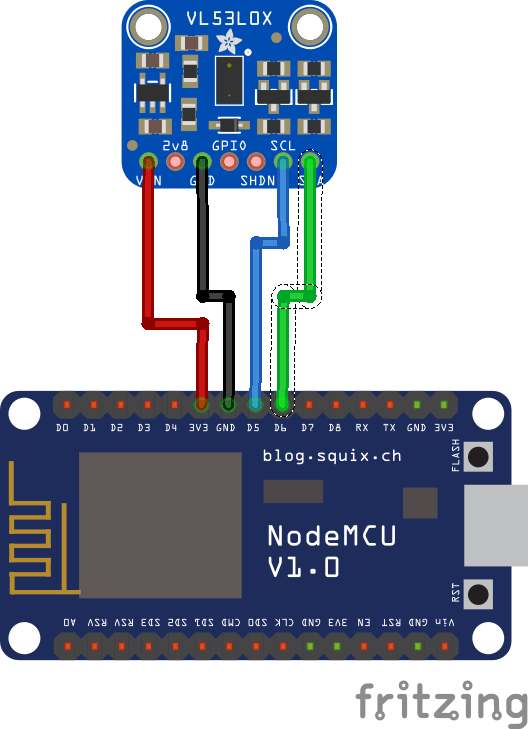 VL53L0X
2v8 GPIO SCL
VIN GND SHDN SDA
D0 D1 D2 D3 D4 3V3 GND D5 D6 D7 D8 RX TX GND 3V3
FLASH
blog.squix.ch
NodeMCU
V1.0
RST
A0 RSV RSV SD3 SD2 SD1 CMD SD0 CLK GND 3V3 EN RST GND Vin
fritzing